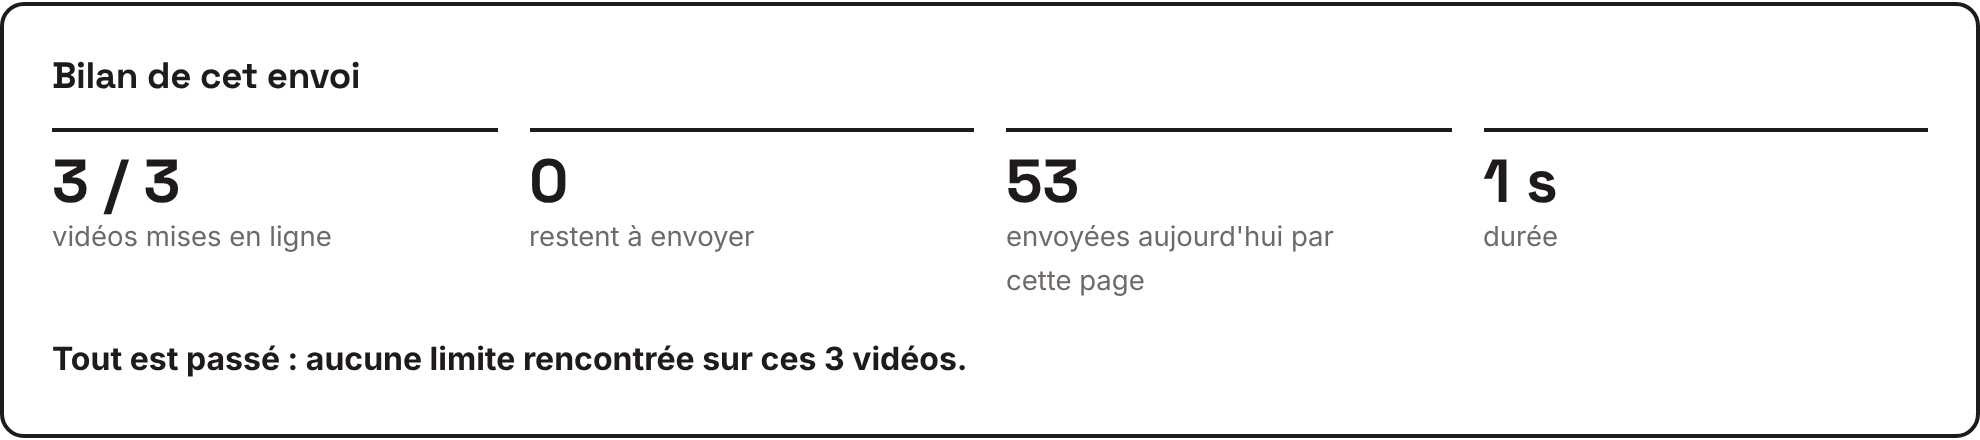 Bilan de cet envoi
3 / 3
vidéos mises en ligne
0
restent à envoyer
53
envoyées aujourd'hui par
cette page
1 s
durée
Tout est passé : aucune limite rencontrée sur ces 3 vidéos.